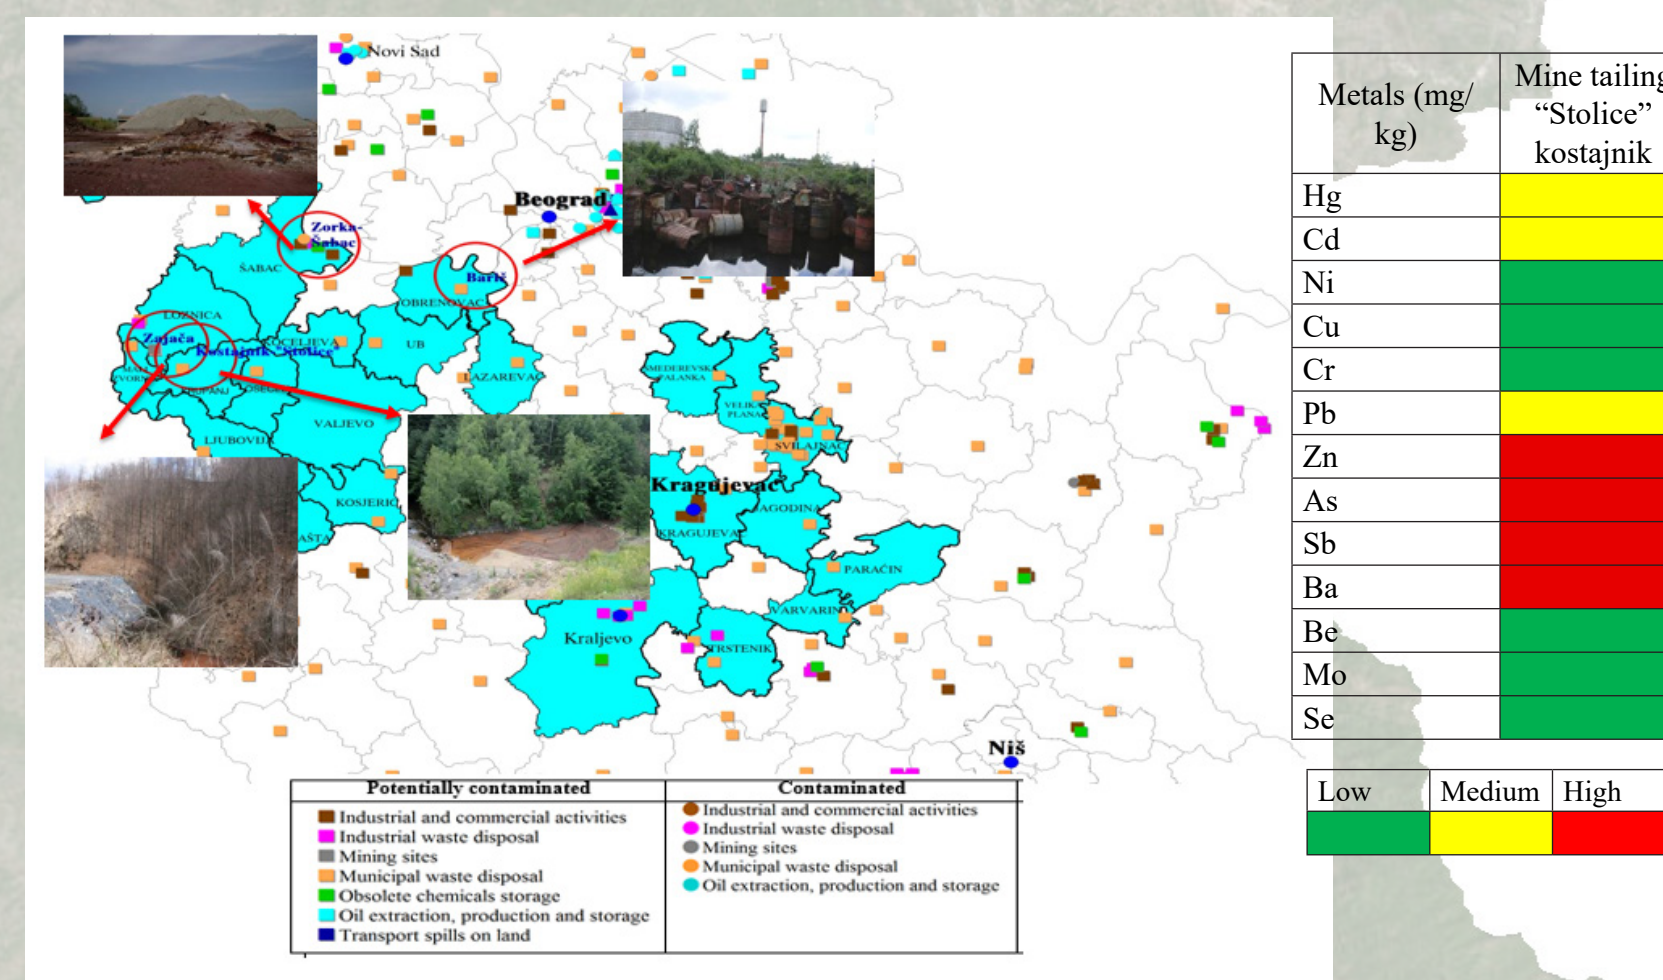 Novi Sad
Beograd
Zorka-
Šabac
ŠABAC
Barič
OBRENOVAC
LOZNICA
Zajača
Kostajnik "Stolice"
KOCELJEVA
UB
MALI
ZVORNIK
KRUPANJ
OSEČINA
LAZAREVAC
SMEDEREVSKA
PALANKA
VELIKA
PLANA
VALJEVO
LJUBOVIJA
SVILAJNAC
KOSJERIĆ
Kragujevac
JAGODINA
KRAGUJEVAC
PARAĆIN
VARVARIN
Kraljevo
TRSTENIK
Niš
Potentially contaminated
Industrial and commercial activities
Industrial waste disposal
Mining sites
Municipal waste disposal
Obsolete chemicals storage
Oil extraction, production and storage
Transport spills on land
Contaminated
Industrial and commercial activities
Industrial waste disposal
Mining sites
Municipal waste disposal
Oil extraction, production and storage
Metals (mg/
kg)
Mine tailing
“Stolice”
kostajnik
Hg
Cd
Ni
Cu
Cr
Pb
Zn
As
Sb
Ba
Be
Mo
Se
Low Medium High